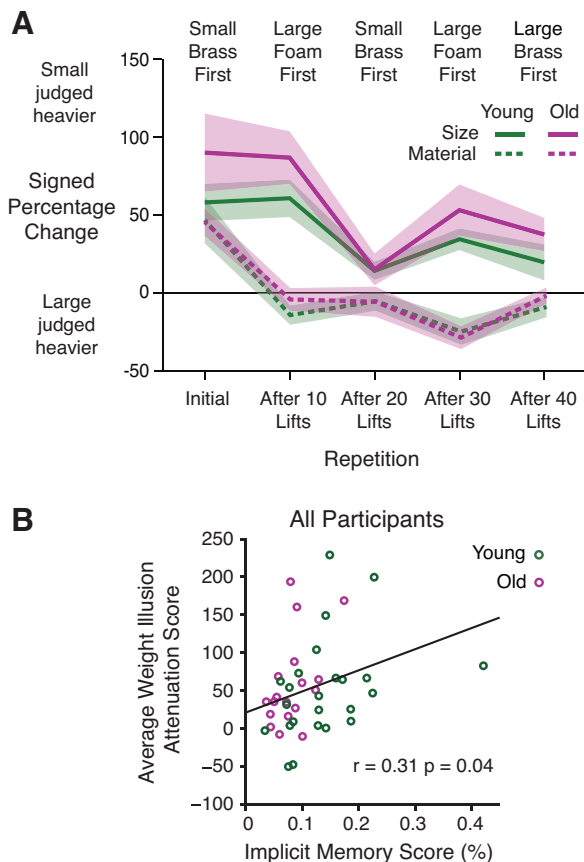 A
Small Brass First
Large Foam First
Small Brass First
Large Foam First
Large Brass First
Small judged heavier
Signed Percentage Change
Large judged heavier
150
100
50
0
-50
Young Old
Size
Material
Initial
After 10 Lifts
After 20 Lifts
After 30 Lifts
After 40 Lifts
Repetition
B
All Participants
Average Weight Illusion
Attenuation Score
250
200
150
100
50
0
−50
−100
Young
Old
r = 0.31 p = 0.04
0 0.1 0.2 0.3 0.4
Implicit Memory Score (%)